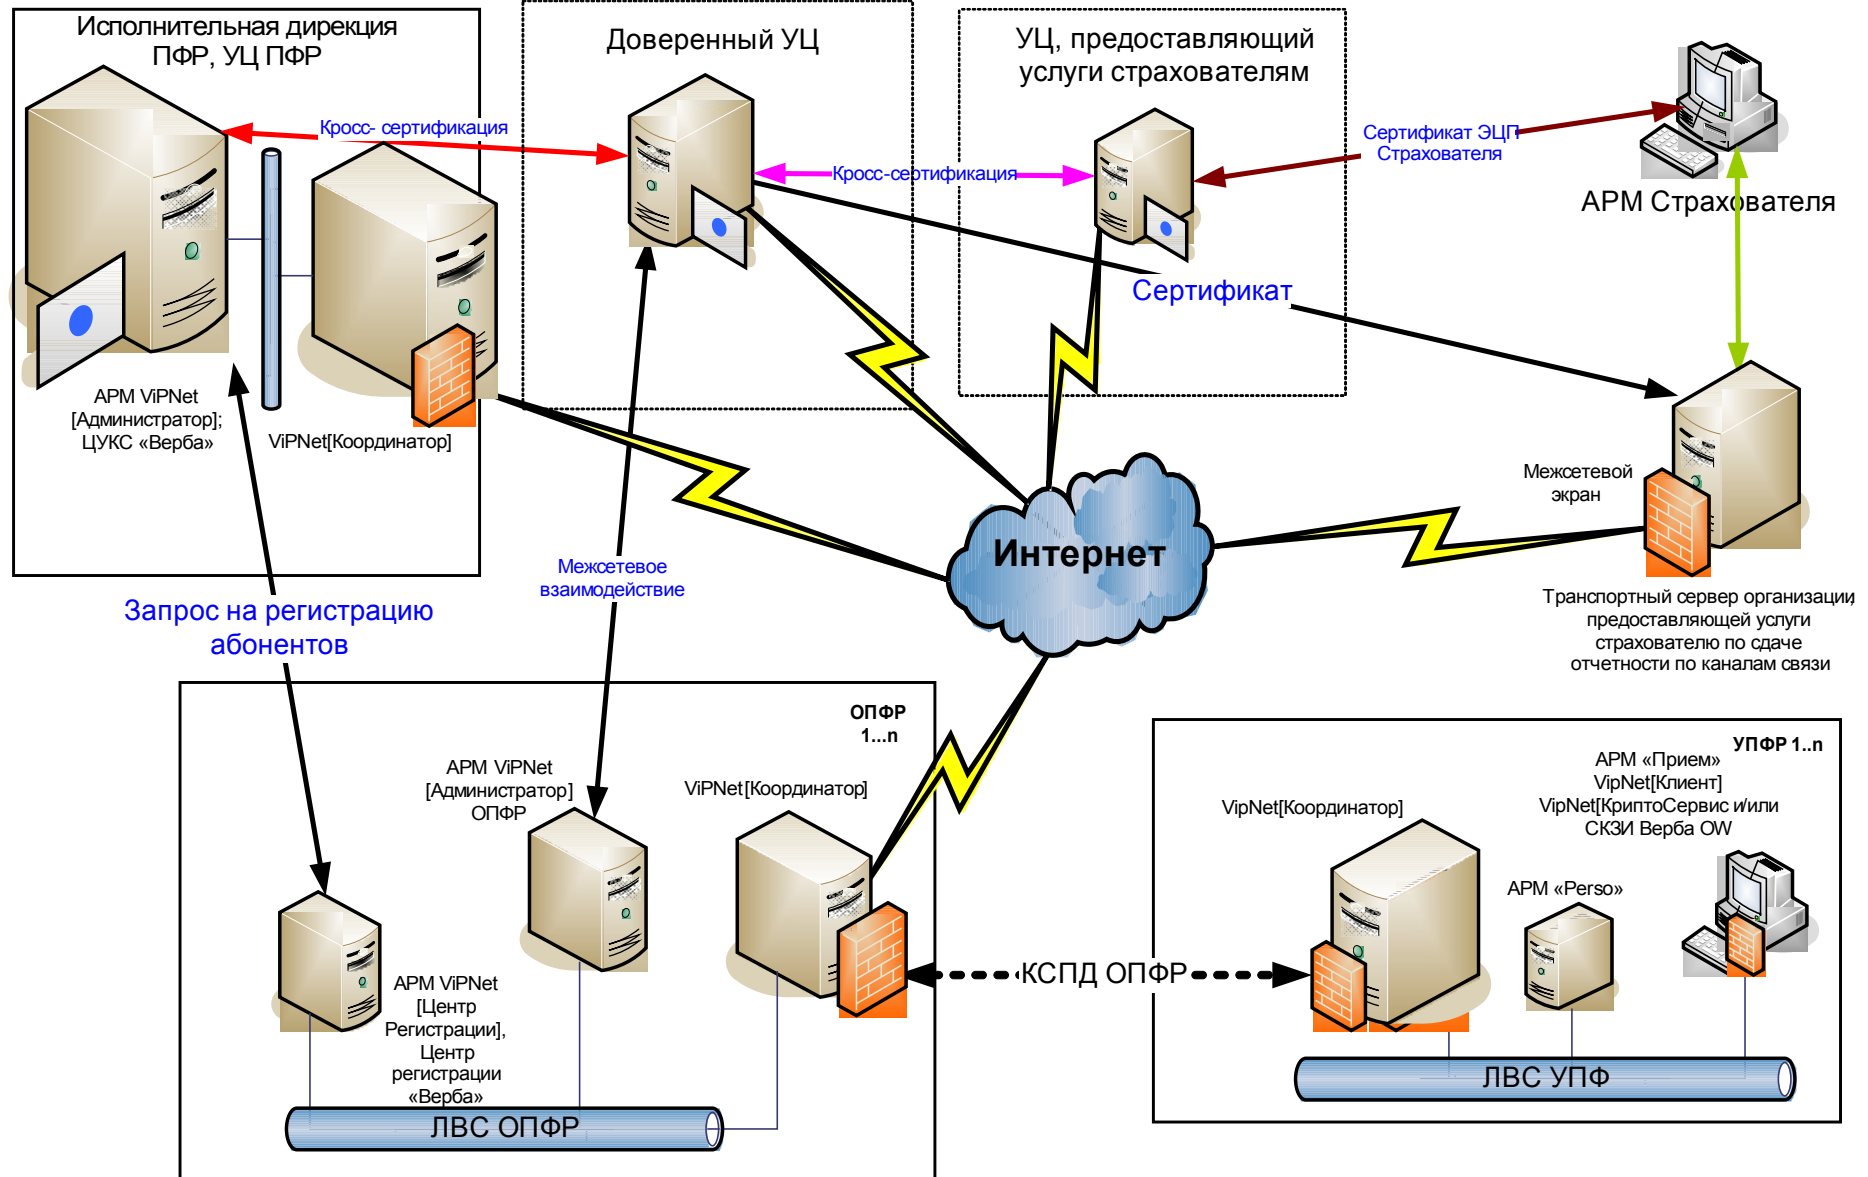 Исполнительная дирекция
ПФР, УЦ ПФР
Доверенный УЦ
УЦ, предоставляющий
услуги страхователям
Кросс- сертификация
Кросс-сертификация
Сертификат ЭЦП
Страхователя
АРМ Страхователя
Сертификат
АРМ ViPNet
[Администратор];
ЦУКС «Верба»
ViPNet[Координатор]
Межсетевой
экран
Интернет
Межсетевое
взаимодействие
Запрос на регистрацию
абонентов
Транспортный сервер организации,
предоставляющей услуги
страхователю по сдаче
отчетности по каналам связи
ОПФР
1...n
АРМ ViPNet
[Администратор]
ОПФР
ViPNet[Координатор]
АРМ ViPNet
[Центр
Регистрации],
Центр
регистрации
«Верба»
ЛВС ОПФР
КСПД ОПФР
УПФР 1..n
АРМ «Прием»
VipNet[Клиент]
VipNet[КриптоСервис и/или
СКЗИ Верба OW
VipNet[Координатор]
АРМ «Perso»
ЛВС УПФ